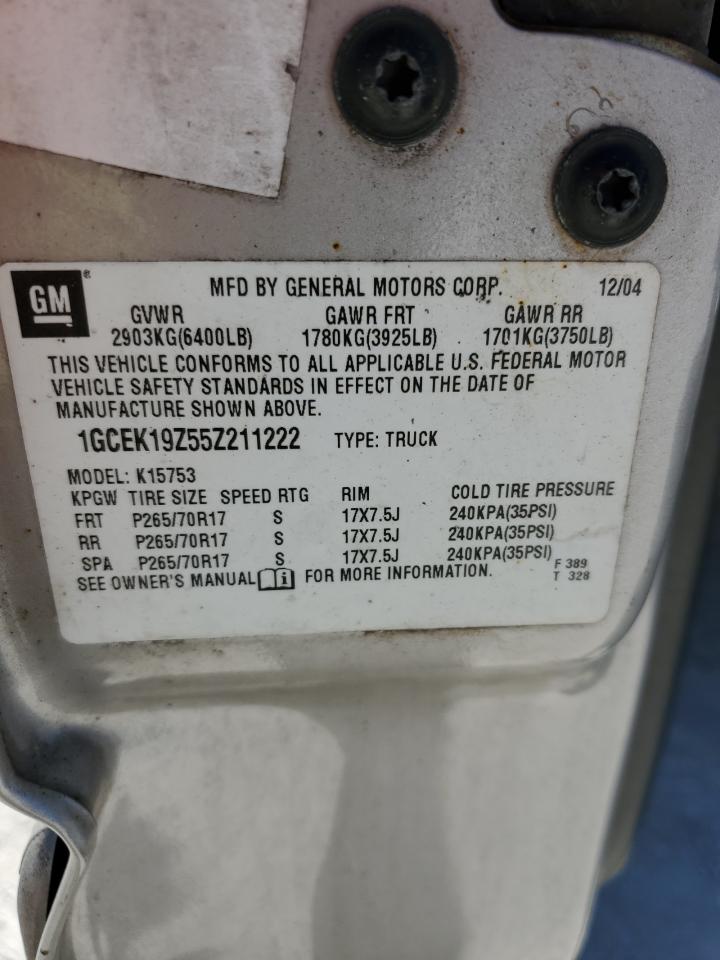 GM ® MFD BY GENERAL MOTORS CORP. 12/04
GVWR GAWR FRT GAWR RR
2903KG(6400LB) 1780KG(3925LB) 1701KG(3750LB)
THIS VEHICLE CONFORMS TO ALL APPLICABLE U.S. FEDERAL MOTOR
VEHICLE SAFETY STANDARDS IN EFFECT ON THE DATE OF
MANUFACTURE SHOWN ABOVE.
1GCEK19Z55Z211222 TYPE: TRUCK
MODEL: K15753
KPGW TIRE SIZE SPEED RTG RIM COLD TIRE PRESSURE
FRT P265/70R17 S 17X7.5J 240KPA(35PSI)
RR P265/70R17 S 17X7.5J 240KPA(35PSI)
SPA P265/70R17 S 17X7.5J 240KPA(35PSI)
SEE OWNER'S MANUAL i FOR MORE INFORMATION. F 389
T 328